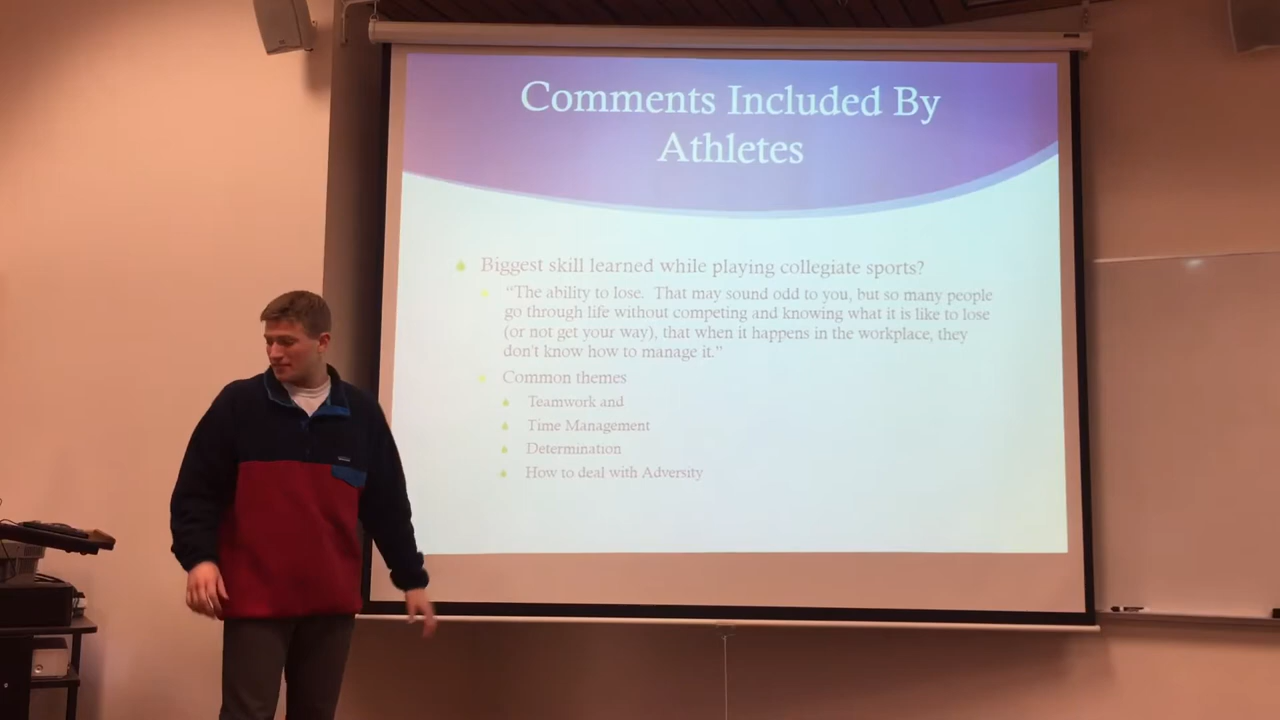 Comments Included By
Athletes
Biggest skill learned while playing collegiate sports?
“The ability to lose. That may sound odd to you, but so many people
go through life without competing and knowing what it is like to lose
(or not get your way), that when it happens in the workplace, they
don't know how to manage it.”
Common themes
Teamwork and
Time Management
Determination
How to deal with Adversity